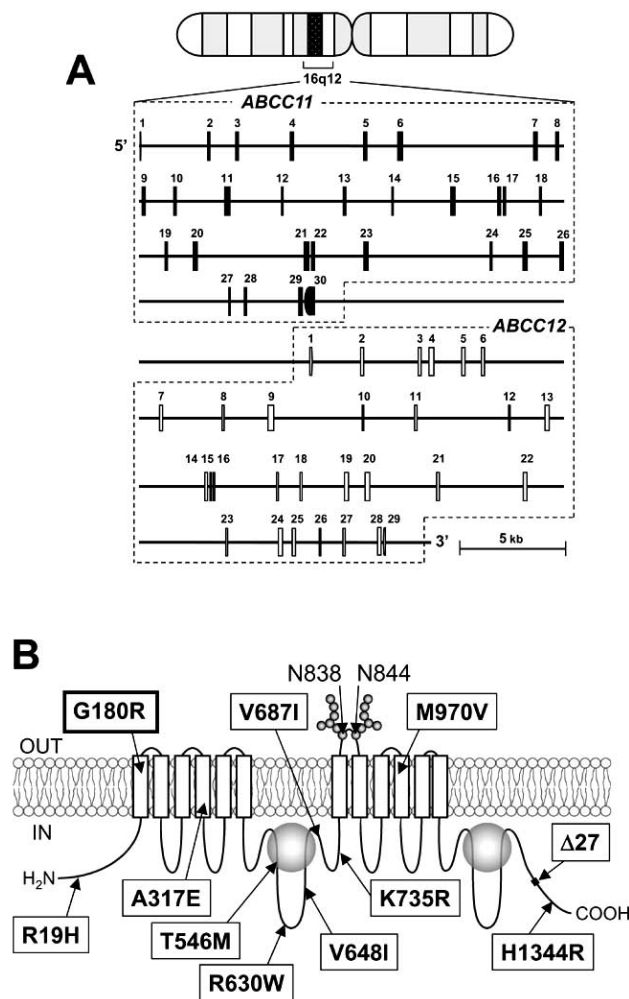 A
16q12
ABCC11
1 2 3 4 5 6 7 8
5’
9 10 11 12 13 14 15 16 17 18
19 20 21 22 23 24 25 26
27 28 29 30
ABCC12
1 2 3 4 5 6
7 8 9 10 11 12 13
14 15 16 17 18 19 20 21 22
23 24 25 26 27 28 29
3’ 5 kb
B
N838 N844
G180R V687I M970V
OUT
IN
Δ27
H₂N
A317E K735R COOH
R19H T546M V648I H1344R
R630W